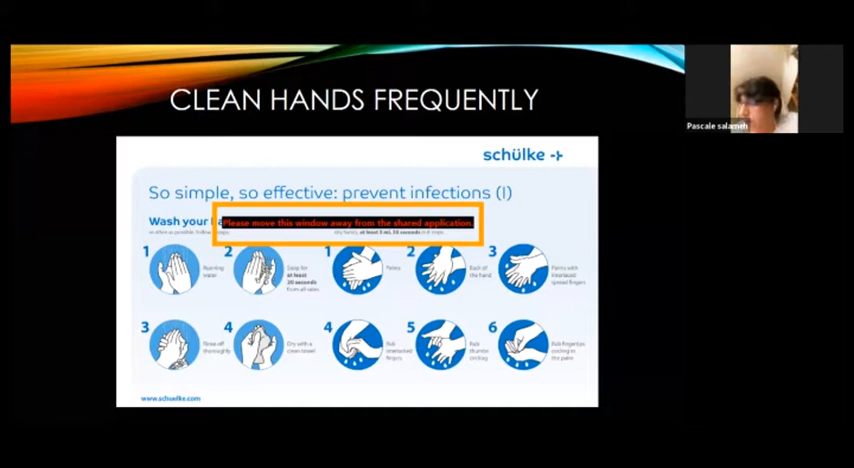 CLEAN HANDS FREQUENTLY
Pascale salameh
schülke
So simple, so effective: prevent infections (I)
Wash your
Please move this window away from the shared application.
at least 3 ml, 30 seconds in 6 steps
1 Running water
2 Soap for at least 20 seconds from all sides
3 Rinse off thoroughly
4 Dry with a clean towel
1 Palms
2 Back of the hand
3 Palms with interlaced spread fingers
4 Rub interlocked fingers
5 Rub thumbs circling
6 Rub fingertips circling in the palm
www.schuelke.com